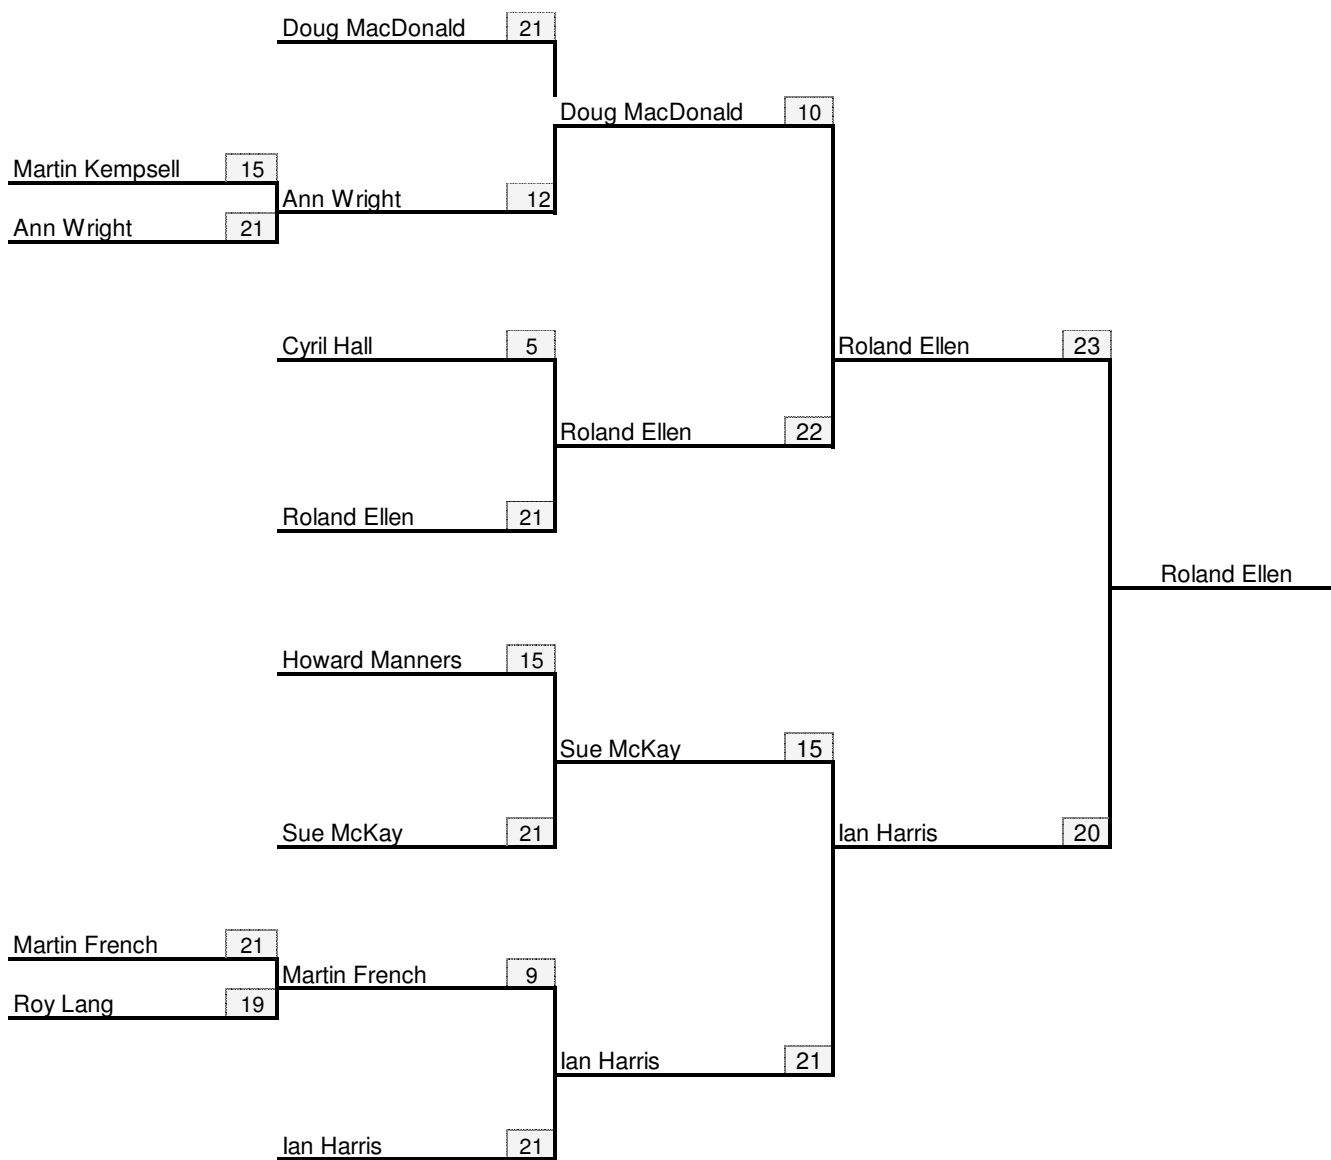 Doug MacDonald 21
Doug MacDonald 10
Martin Kempsell 15
Ann Wright 12
Ann Wright 21
Cyril Hall 5
Roland Ellen 23
Roland Ellen 22
Roland Ellen 21
Roland Ellen
Howard Manners 15
Sue McKay 15
Sue McKay 21
Ian Harris 20
Martin French 21
Martin French 9
Roy Lang 19
Ian Harris 21
Ian Harris 21